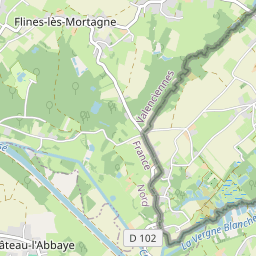 Flines-lès-Mortagne
Valenciennes
France
Nord
D 102
La Vergne Blanche
âteau-l'Abbaye